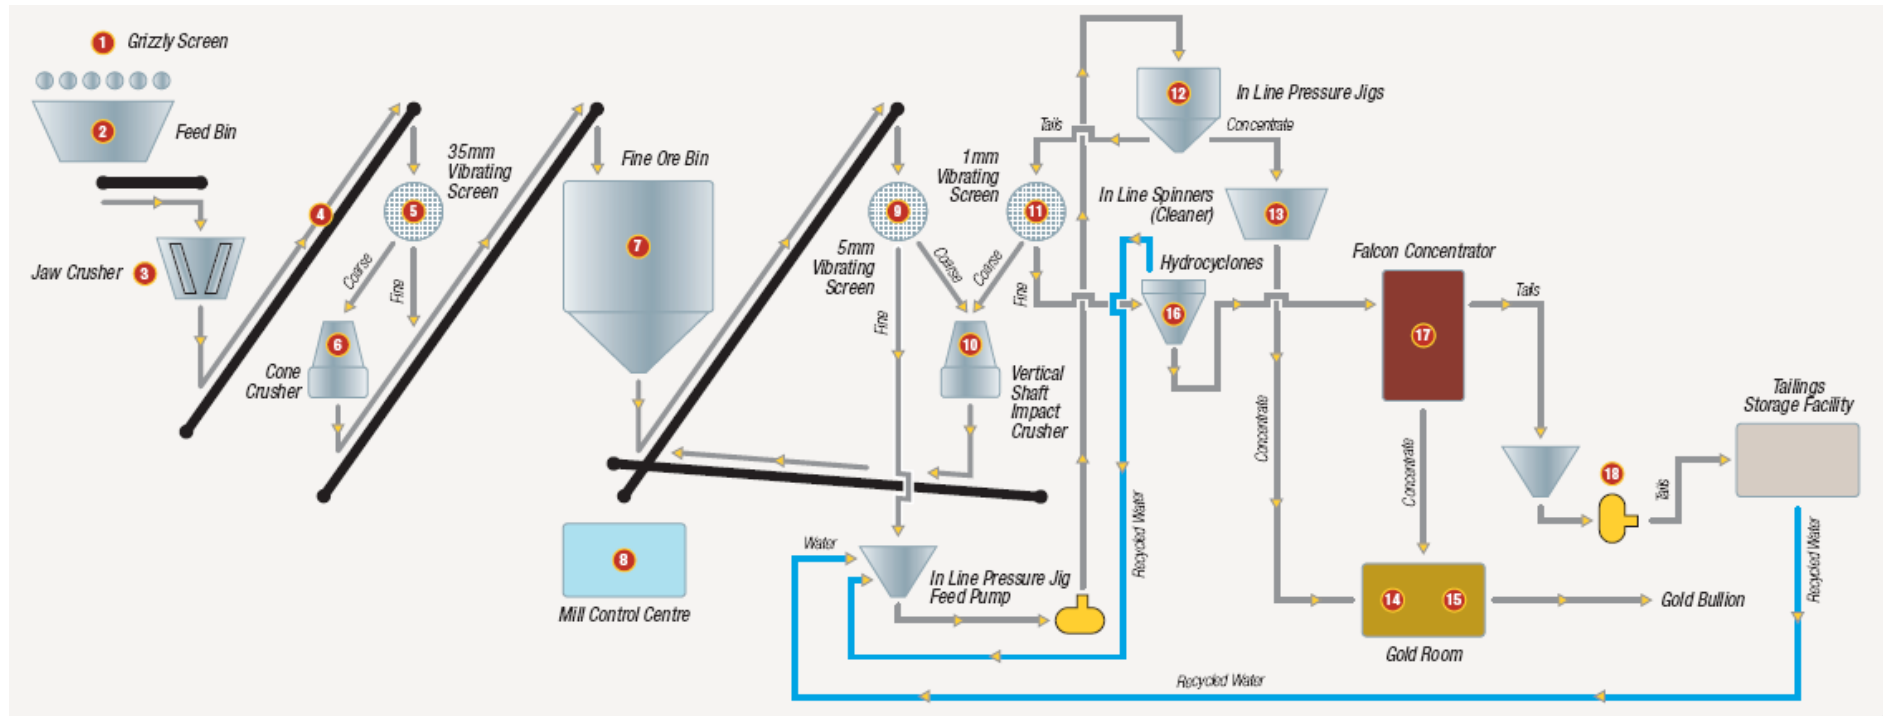 1 Grizzly Screen
2 Feed Bin
Jaw Crusher 3
4
35mm
Vibrating
Screen
5
Coarse
Fine
6
Cone
Crusher
Fine Ore Bin
7
8
Mill Control Centre
9
5mm
Vibrating
Screen
Coarse
Fine
1mm
Vibrating
Screen
11
Coarse
Fine
10
Vertical
Shaft
Impact
Crusher
Water
In Line Pressure Jig
Feed Pump
12
In Line Pressure Jigs
Tails
Concentrate
In Line Spinners
(Cleaner)
13
Hydrocyclones
16
Recycled Water
Concentrate
Falcon Concentrator
17
Tails
Concentrate
18
Tails
Tailings
Storage Facility
Recycled Water
14 15
Gold Room
Gold Bullion
Recycled Water